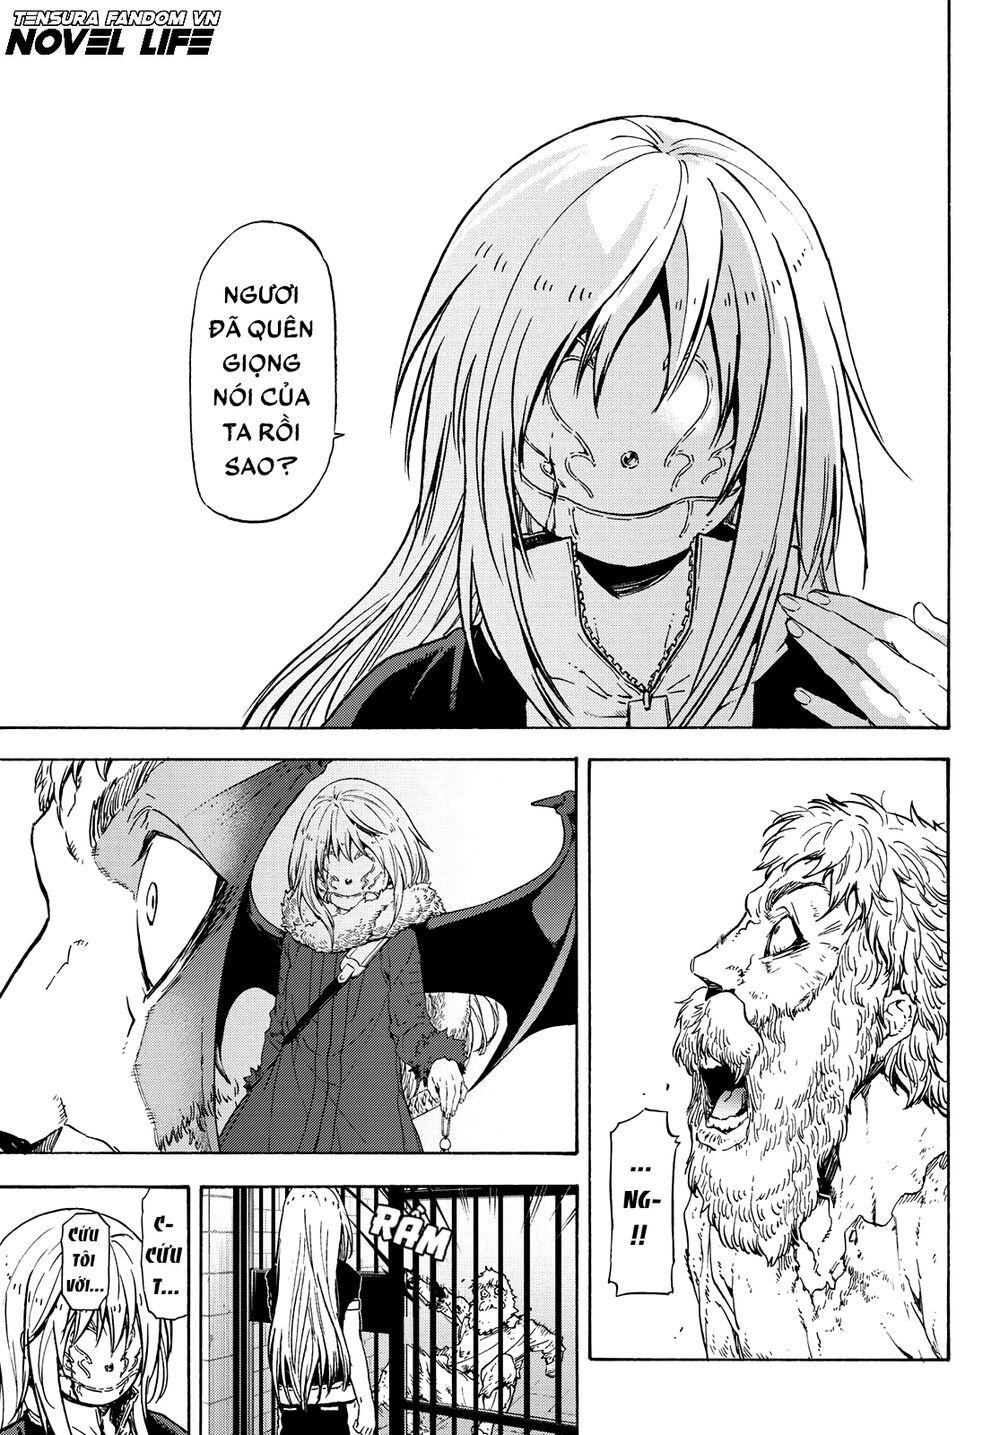 TENSURA FANDOM VN
NOVEL LIFE
NGƯƠI
ĐÃ QUÊN
GIỌNG
NÓI CỦA
TA RỒI
SAO?
...
NG-
!!
RẦM
C-
CỨU
T...
CỨU
TÔI
VỚI...